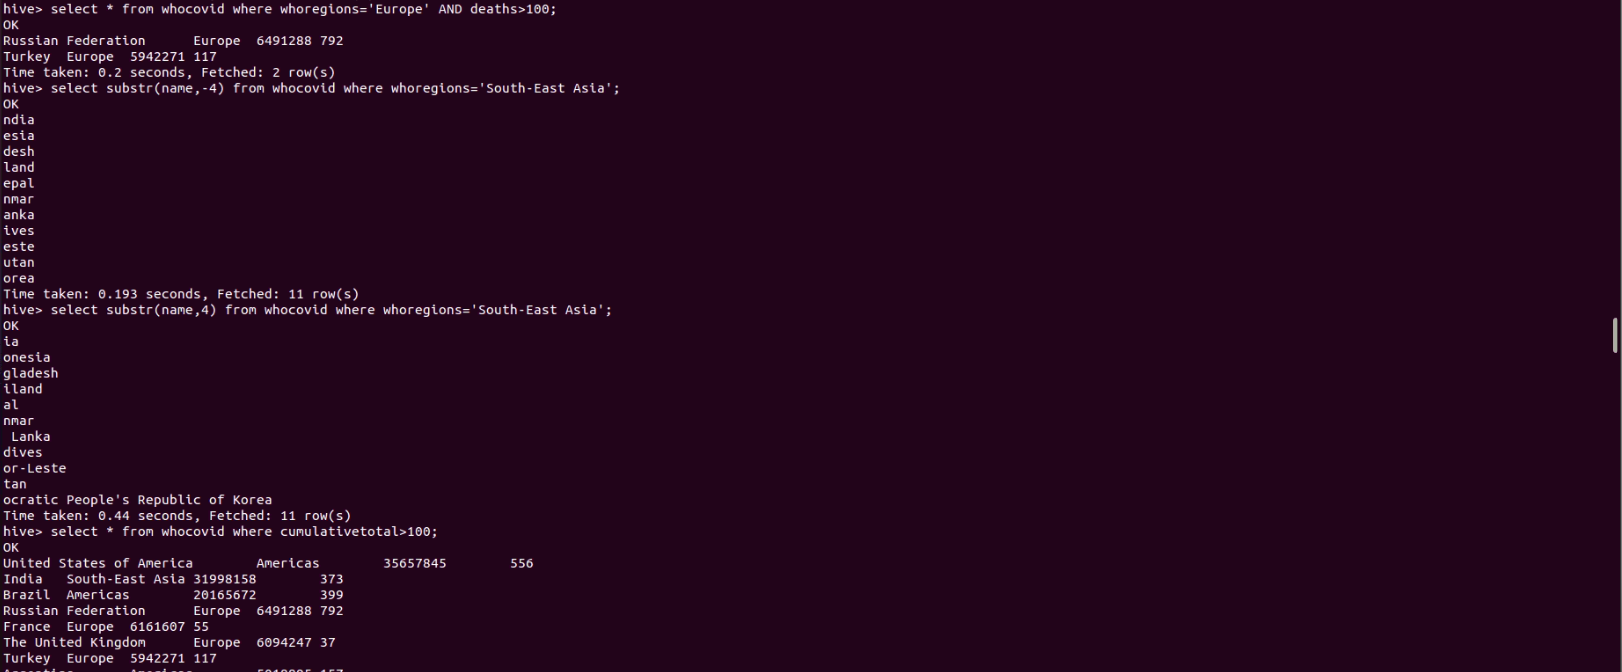 hive> select * from whocovid where whoregions='Europe' AND deaths>100;
OK
Russian Federation      Europe  6491288 792
Turkey  Europe  5942271 117
Time taken: 0.2 seconds, Fetched: 2 row(s)
hive> select substr(name,-4) from whocovid where whoregions='South-East Asia';
OK
ndia
esia
desh
land
epal
nmar
anka
ives
este
utan
orea
Time taken: 0.193 seconds, Fetched: 11 row(s)
hive> select substr(name,4) from whocovid where whoregions='South-East Asia';
OK
ia
onesia
gladesh
iland
al
nmar
 Lanka
dives
or-Leste
tan
ocratic People's Republic of Korea
Time taken: 0.44 seconds, Fetched: 11 row(s)
hive> select * from whocovid where cumulativetotal>100;
OK
United States of America        Americas        35657845        556
India   South-East Asia 31998158        373
Brazil  Americas        20165672        399
Russian Federation      Europe  6491288 792
France  Europe  6161607 55
The United Kingdom      Europe  6094247 37
Turkey  Europe  5942271 117